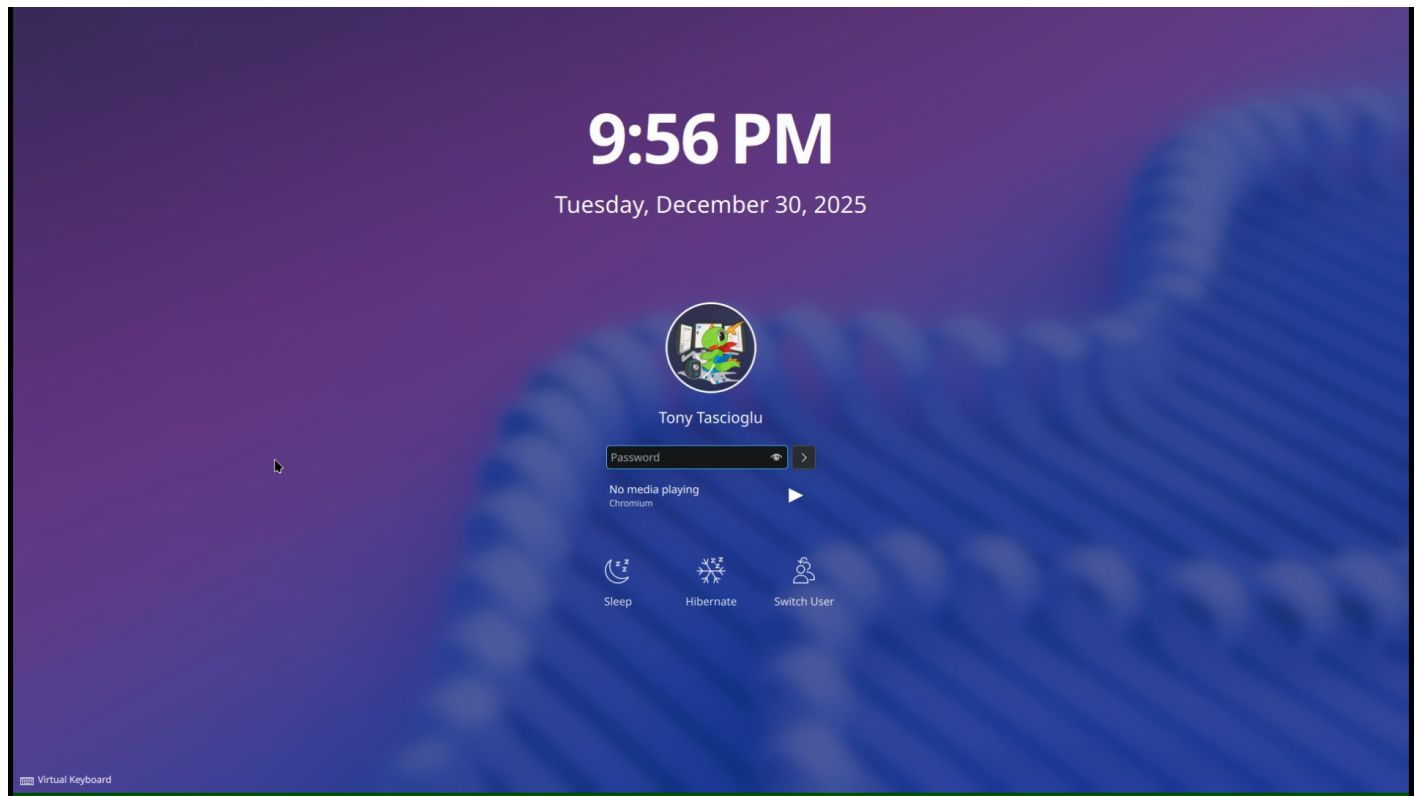 9:56 PM
Tuesday, December 30, 2025
Tony Tascioglu
Password
No media playing
Chromium
Sleep
Hibernate
Switch User
Virtual Keyboard